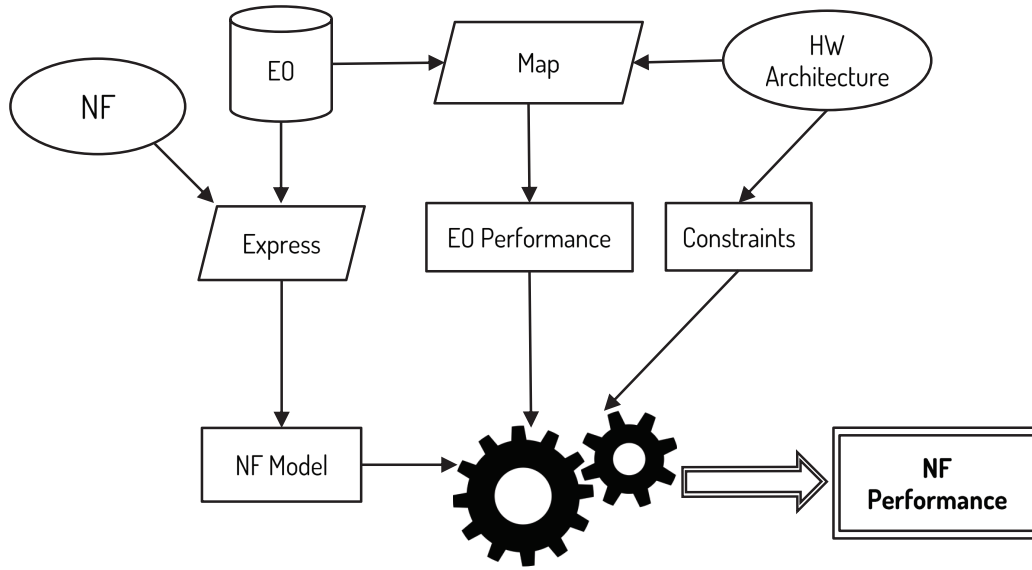 NF
EO
Map
HW
Architecture
Express
EO Performance
Constraints
NF Model
NF
Performance